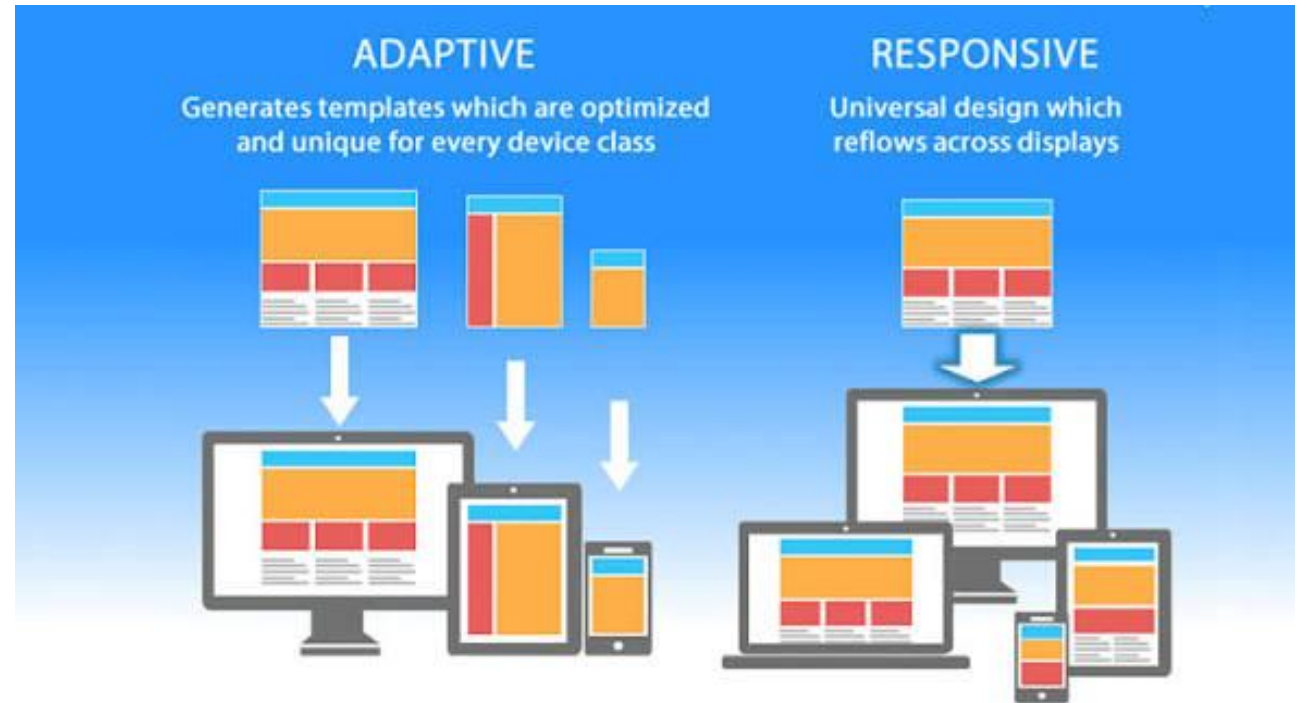 ADAPTIVE
Generates templates which are optimized
and unique for every device class
RESPONSIVE
Universal design which
reflows across displays